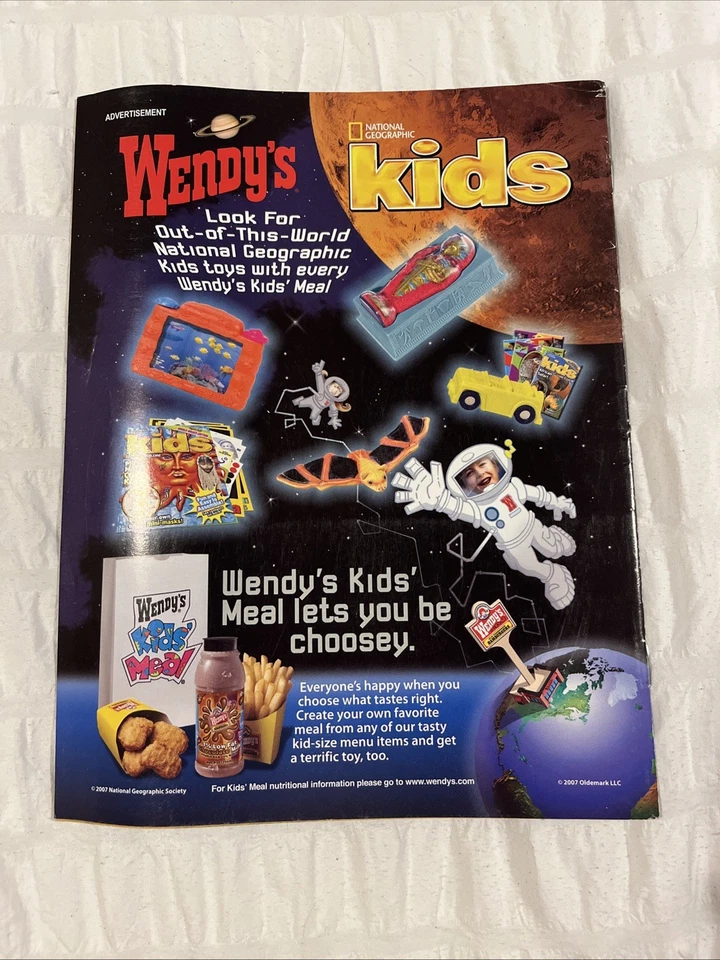 ADVERTISEMENT
WENDY'S
NATIONAL
GEOGRAPHIC
kids
Look For
Out-of-This-World
National Geographic
Kids toys with every
Wendy's Kids' Meal
kids
kids
Wendy's Kids'
Meal lets you be
choosey.
WENDY'S
Kids'
Meal
Wendy's
Everyone's happy when you
choose what tastes right.
Create your own favorite
meal from any of our tasty
kid-size menu items and get
a terrific toy, too.
© 2007 National Geographic Society
For Kids' Meal nutritional information please go to www.wendys.com
© 2007 Oldemark LLC